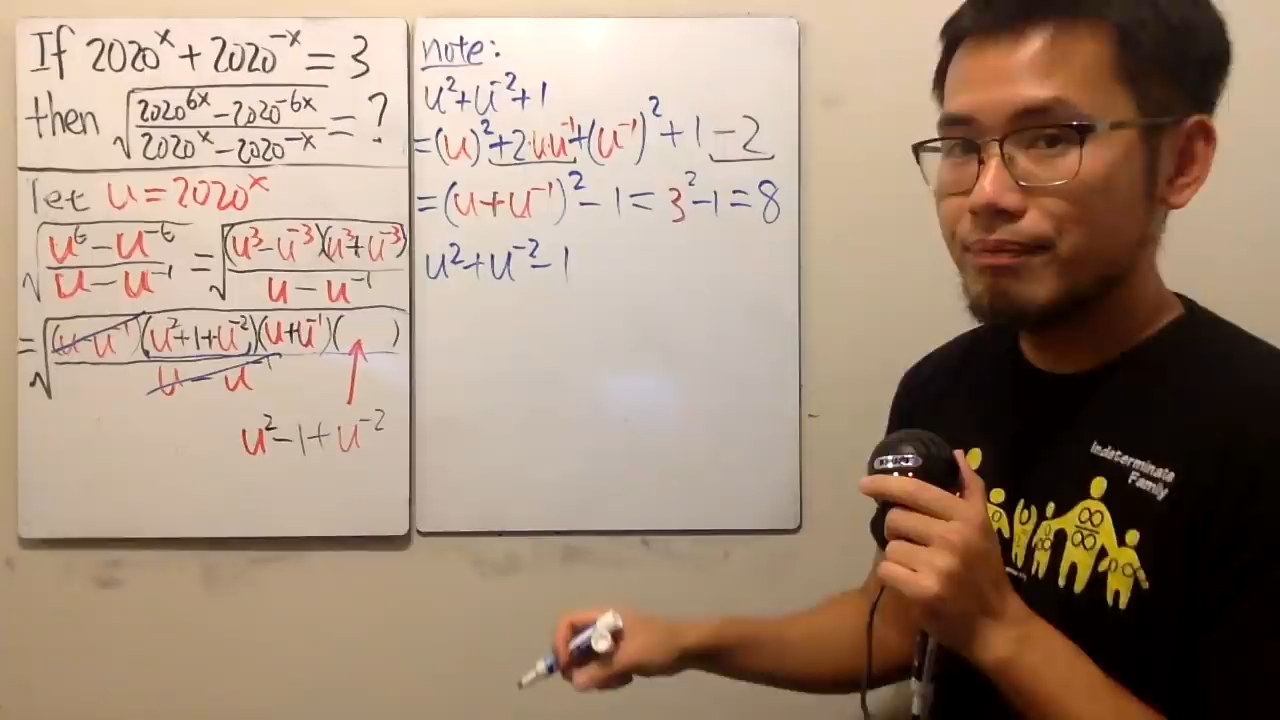 If 2020^x + 2020^-x = 3
then √((2020^6x - 2020^-6x)/(2020^x - 2020^-x)) = ?
let u = 2020^x
√((u^6 - u^-6)/(u - u^-1)) = √((u^3 - u^-3)(u^3 + u^-3)/(u - u^-1))
= √((u - u^-1)(u^2 + 1 + u^-2)(u + u^-1)( )/(u - u^-1))
u^2 - 1 + u^-2
note:
u^2 + u^-2 + 1
= (u)^2 + 2·u·u^-1 + (u^-1)^2 + 1 - 2
= (u + u^-1)^2 - 1 = 3^2 - 1 = 8
u^2 + u^-2 - 1
Indeterminate
Family
∞
∞